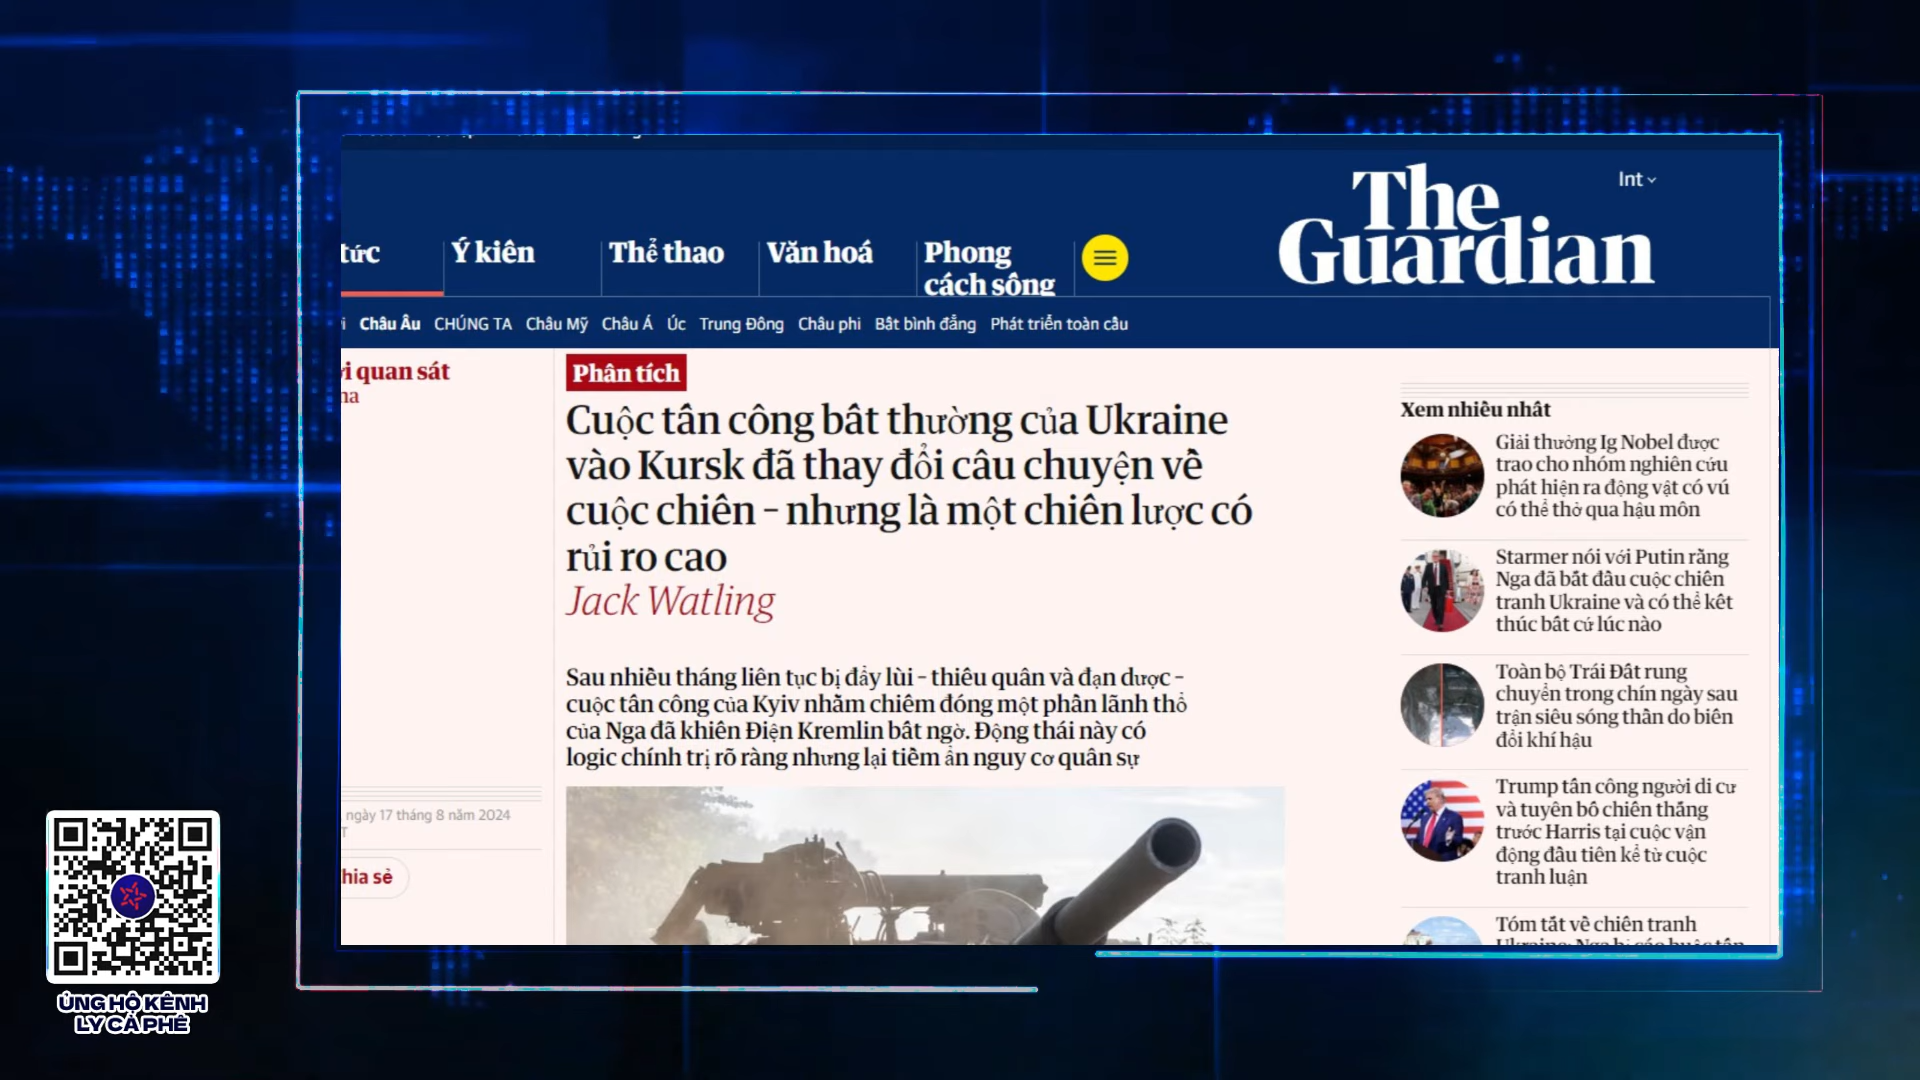 The
Guardian
Int
tức
Ý kiến
Thể thao
Văn hoá
Phong
cách sống
Châu Âu
CHÚNG TA
Châu Mỹ
Châu Á
Úc
Trung Đông
Châu phi
Bất bình đẳng
Phát triển toàn cầu
quan sát
Phân tích
Cuộc tấn công bất thường của Ukraine
vào Kursk đã thay đổi câu chuyện về
cuộc chiến – nhưng là một chiến lược có
rủi ro cao
Jack Watling
Sau nhiều tháng liên tục bị đẩy lùi – thiếu quân và đạn dược –
cuộc tấn công của Kyiv nhằm chiếm đóng một phần lãnh thổ
của Nga đã khiến Điện Kremlin bất ngờ. Động thái này có
logic chính trị rõ ràng nhưng lại tiềm ẩn nguy cơ quân sự
ngày 17 tháng 8 năm 2024
hia sẻ
Xem nhiều nhất
Giải thưởng Ig Nobel được
trao cho nhóm nghiên cứu
phát hiện ra động vật có vú
có thể thở qua hậu môn
Starmer nói với Putin rằng
Nga đã bắt đầu cuộc chiến
tranh Ukraine và có thể kết
thúc bất cứ lúc nào
Toàn bộ Trái Đất rung
chuyển trong chín ngày sau
trận siêu sóng thần do biến
đổi khí hậu
Trump tấn công người di cư
và tuyên bố chiến thắng
trước Harris tại cuộc vận
động đầu tiên kể từ cuộc
tranh luận
Tóm tắt về chiến tranh
ỦNG HỘ KÊNH
LY CÀ PHÊ